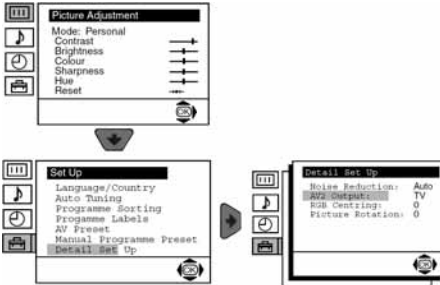 Picture Adjustment
Mode: Personal
Contrast
Brightness
Colour
Sharpness
Hue
Reset
OK
Set Up
Language/Country
Auto Tuning
Programme Sorting
Progamme Labels
AV Preset
Manual Programme Preset
Detail Set Up
OK
Detail Set Up
Noise Reduction: Auto
AV2 Output: TV
RGB Centring: 0
Picture Rotation: 0
OK